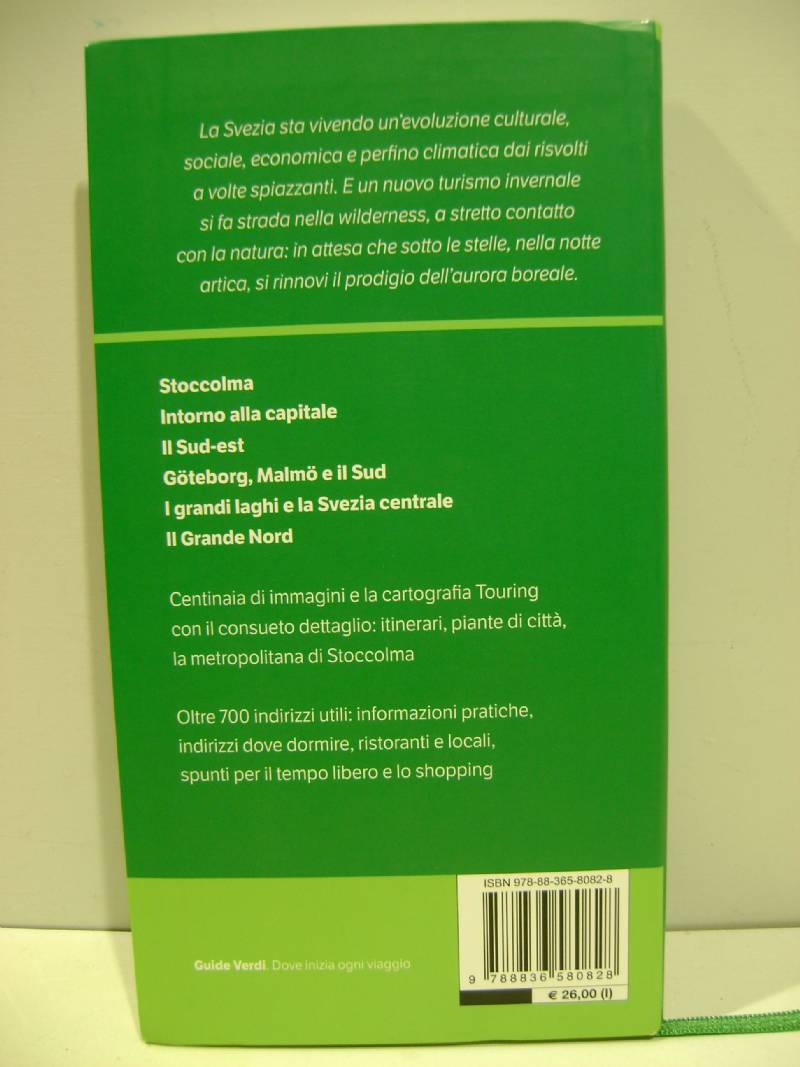 La Svezia sta vivendo un'evoluzione culturale,
sociale, economica e perfino climatica dai risvolti
a volte spiazzanti. E un nuovo turismo invernale
si fa strada nella wilderness, a stretto contatto
con la natura: in attesa che sotto le stelle, nella notte
artica, si rinnovi il prodigio dell'aurora boreale.
Stoccolma
Intorno alla capitale
Il Sud-est
Göteborg, Malmö e il Sud
I grandi laghi e la Svezia centrale
Il Grande Nord
Centinaia di immagini e la cartografia Touring
con il consueto dettaglio: itinerari, piante di città,
la metropolitana di Stoccolma
Oltre 700 indirizzi utili: informazioni pratiche,
indirizzi dove dormire, ristoranti e locali,
spunti per il tempo libero e lo shopping
Guide Verdi. Dove inizia ogni viaggio
ISBN 978-88-365-8082-8
9 788836 580828
€ 26,00 (I)